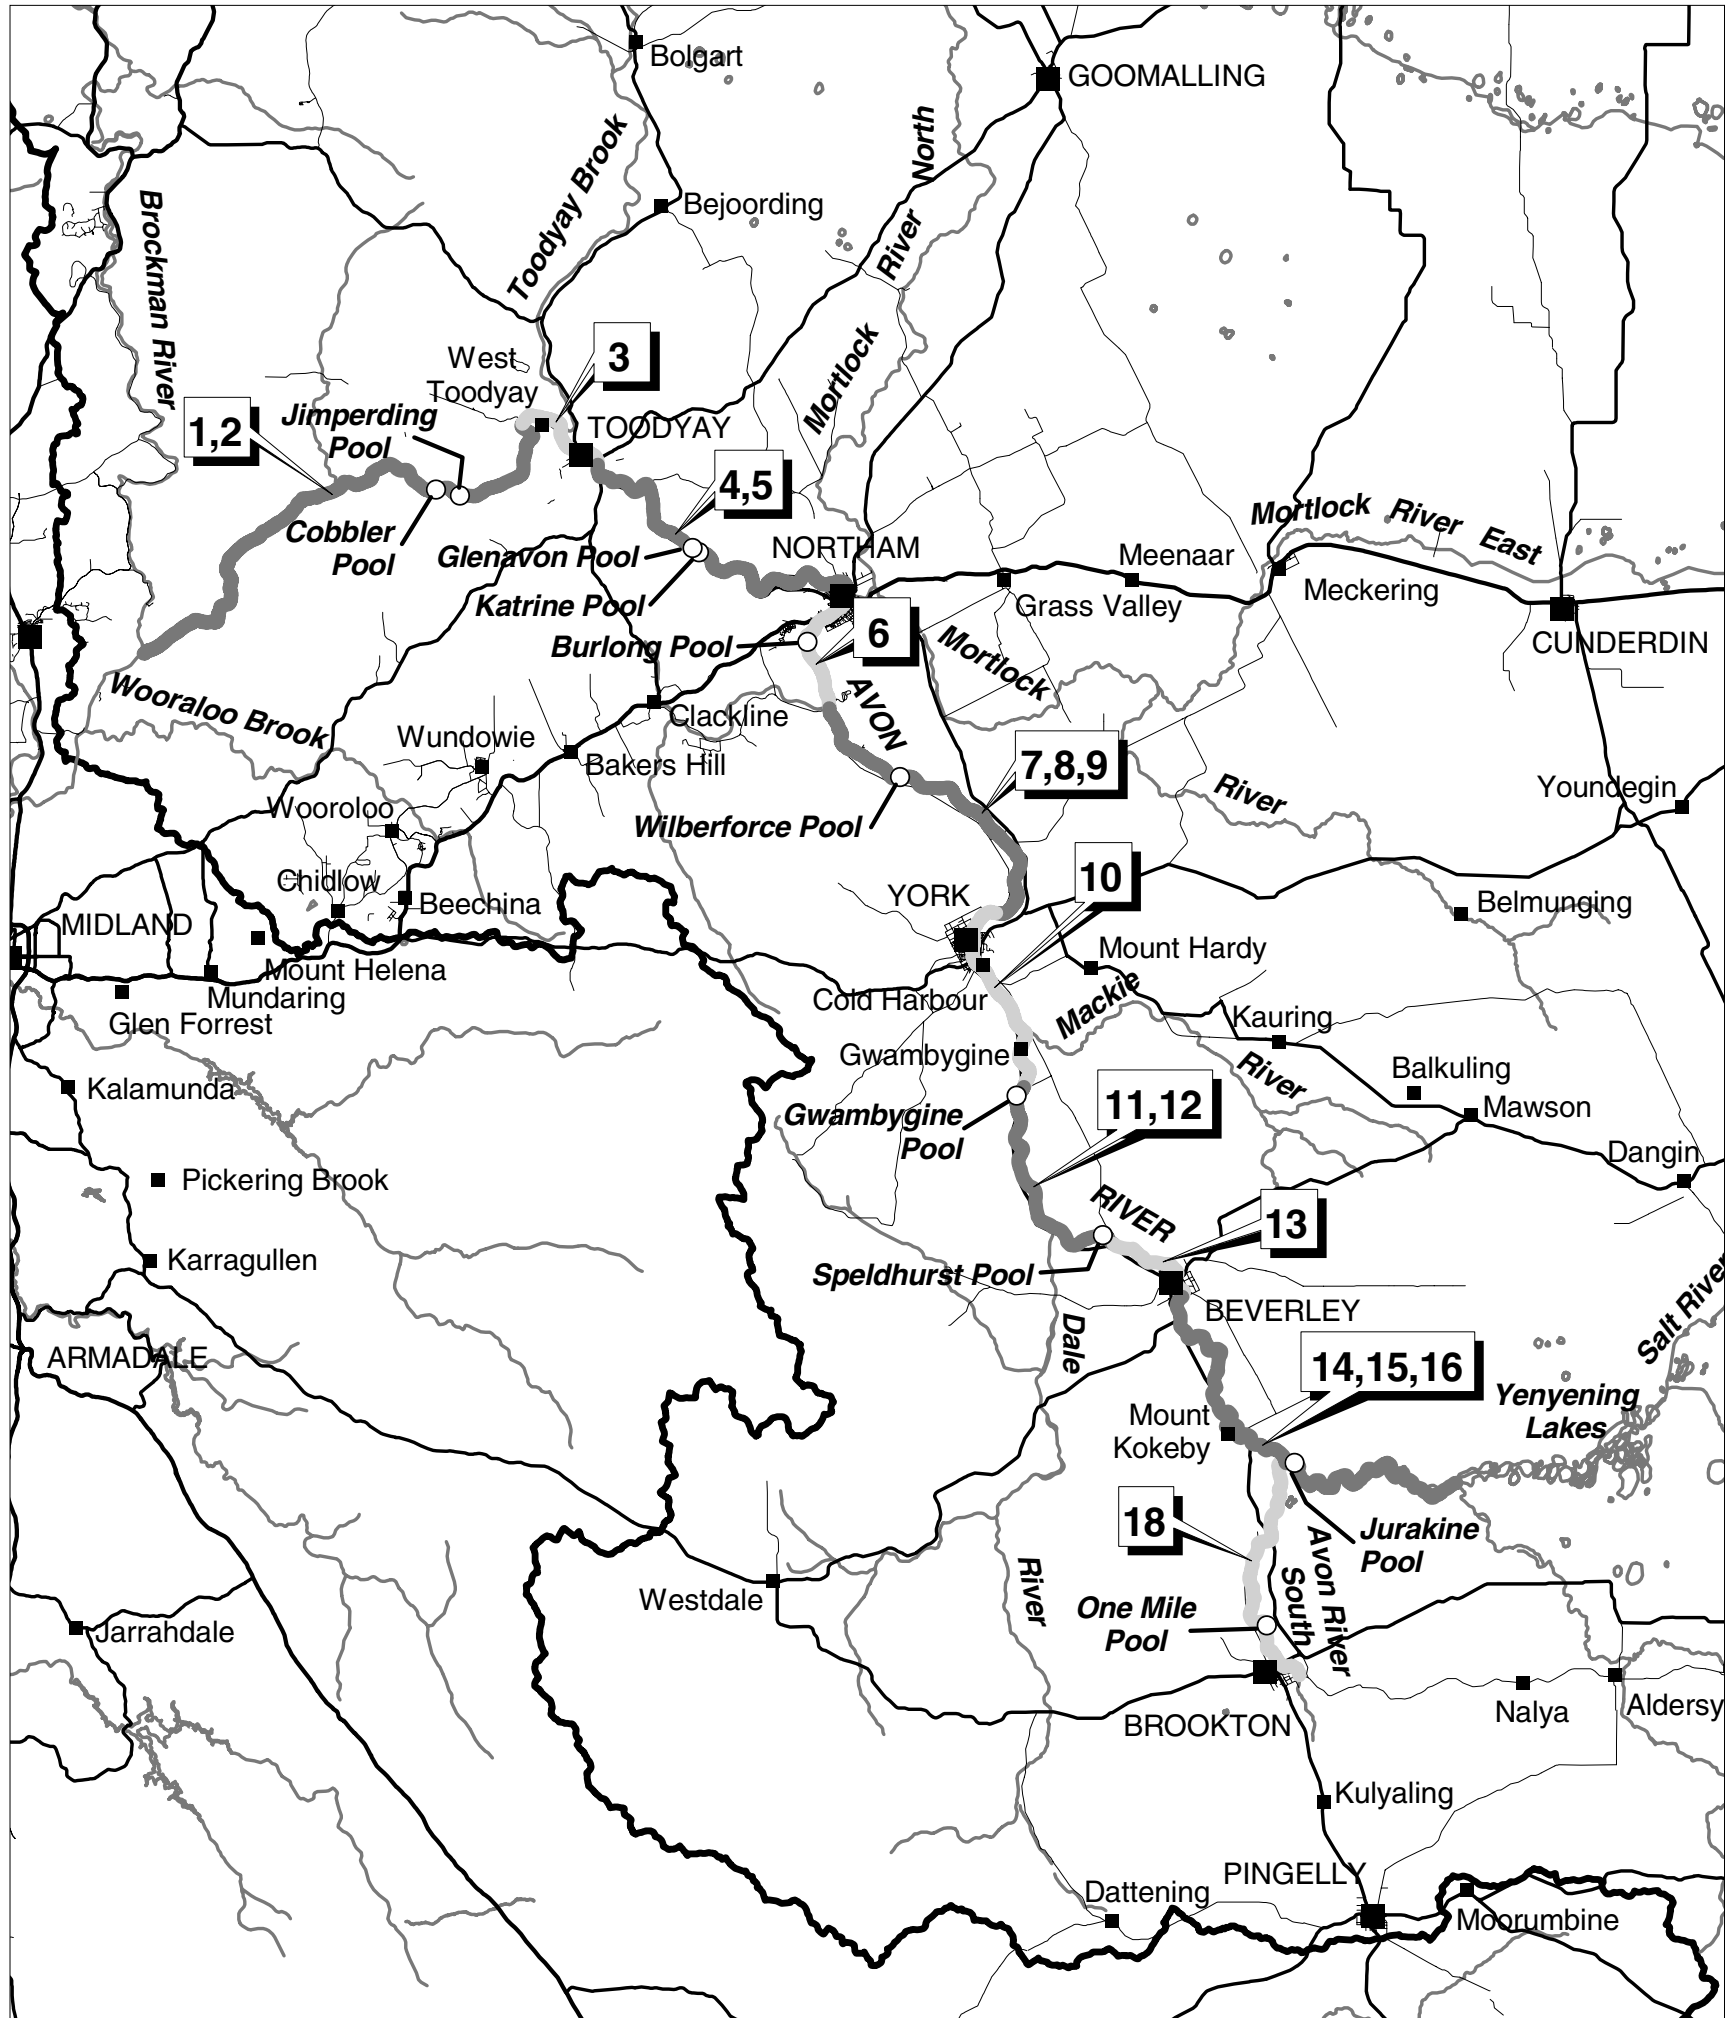 Bolgart
GOOMALLING
Toodyay Brook
North
River
Mortlock
Bejoording
Brockman River
West
Toodyay
3
TOODYAY
1,2
Jimperding
Pool
4,5
Cobbler
Pool
Glenavon Pool
NORTHAM
Katrine Pool
Burlong Pool
6
Mortlock River East
Meenaar
Grass Valley
Meckering
CUNDERDIN
Mortlock
River
Wooraloo Brook
AVON
Clackline
Wundowie
Bakers Hill
7,8,9
Youndegin
Wooroloo
Wilberforce Pool
Chidlow
Beechina
YORK
10
Belmunging
MIDLAND
Mount Helena
Mundaring
Glen Forrest
Mount Hardy
Cold Harbour
Mackie
River
Kauring
Gwambygine
Kalamunda
Balkuling
Mawson
Gwambygine
Pool
11,12
Dangin
Pickering Brook
RIVER
13
Karragullen
Speldhurst Pool
BEVERLEY
Salt River
ARMADALE
Dale
River
14,15,16
Yenyening
Lakes
Mount
Kokeby
18
Jurakine
Pool
Avon River
South
Westdale
One Mile
Pool
Jarrahdale
BROOKTON
Nalya
Aldersy
Kulyaling
PINGELLY
Dattening
Moorumbine